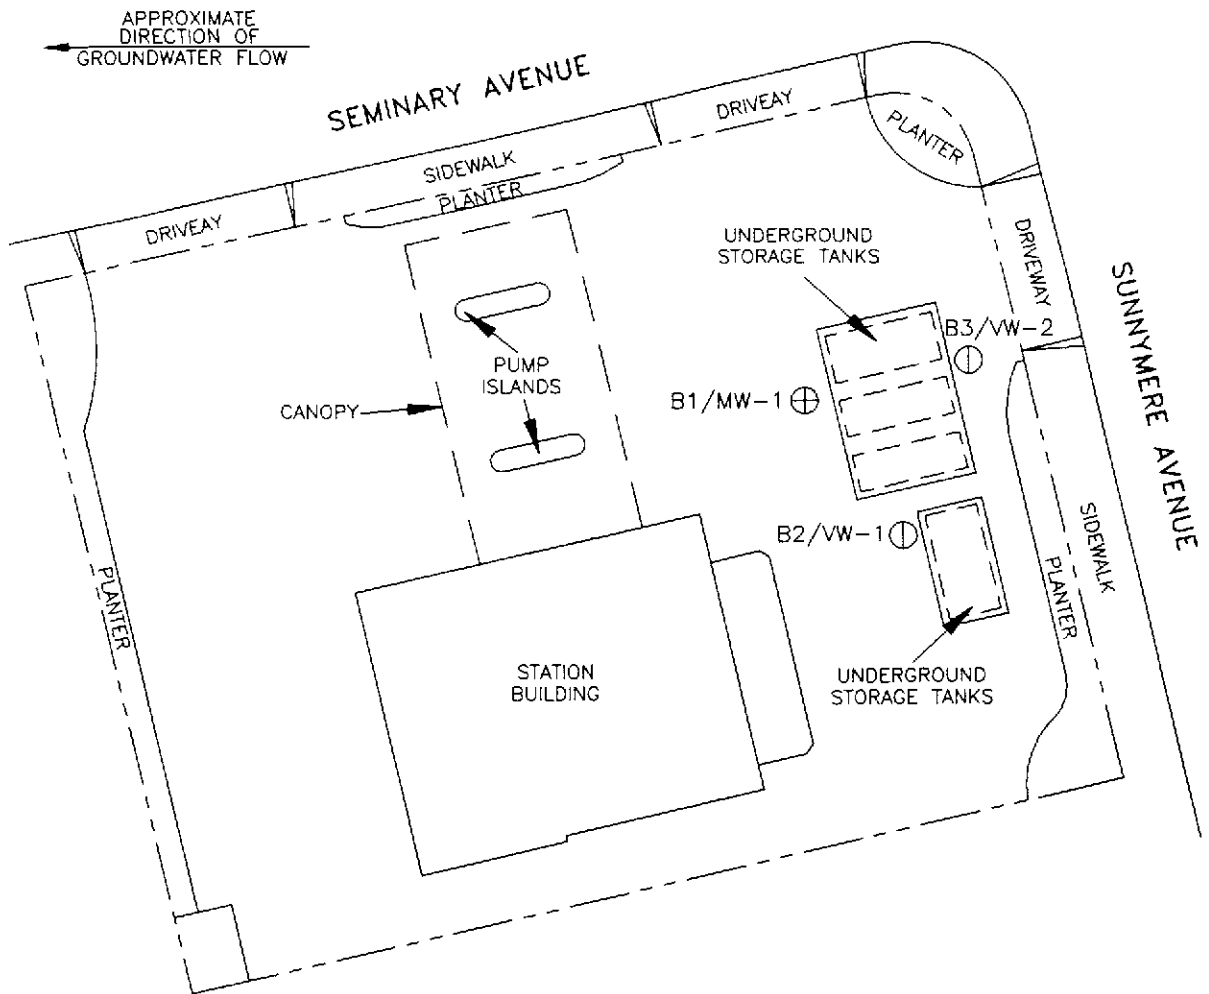 APPROXIMATE
DIRECTION OF
GROUNDWATER FLOW
SEMINARY AVENUE
DRIVEAY
SIDEWALK
PLANTER
DRIVEAY
PLANTER
DRIVEWAY
SUNNYMERE AVENUE
UNDERGROUND
STORAGE TANKS
B3/VW-2
PUMP
ISLANDS
CANOPY
B1/MW-1
B2/VW-1
SIDEWALK
PLANTER
PLANTER
STATION
BUILDING
UNDERGROUND
STORAGE TANKS